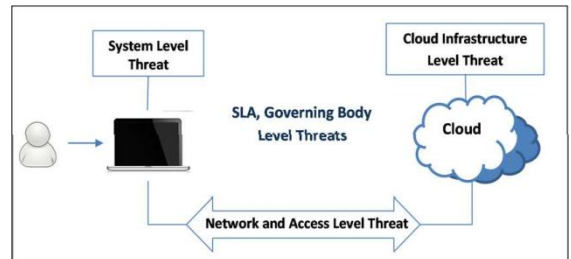 System Level
Threat
Cloud Infrastructure
Level Threat
SLA, Governing Body
Level Threats
Cloud
Network and Access Level Threat